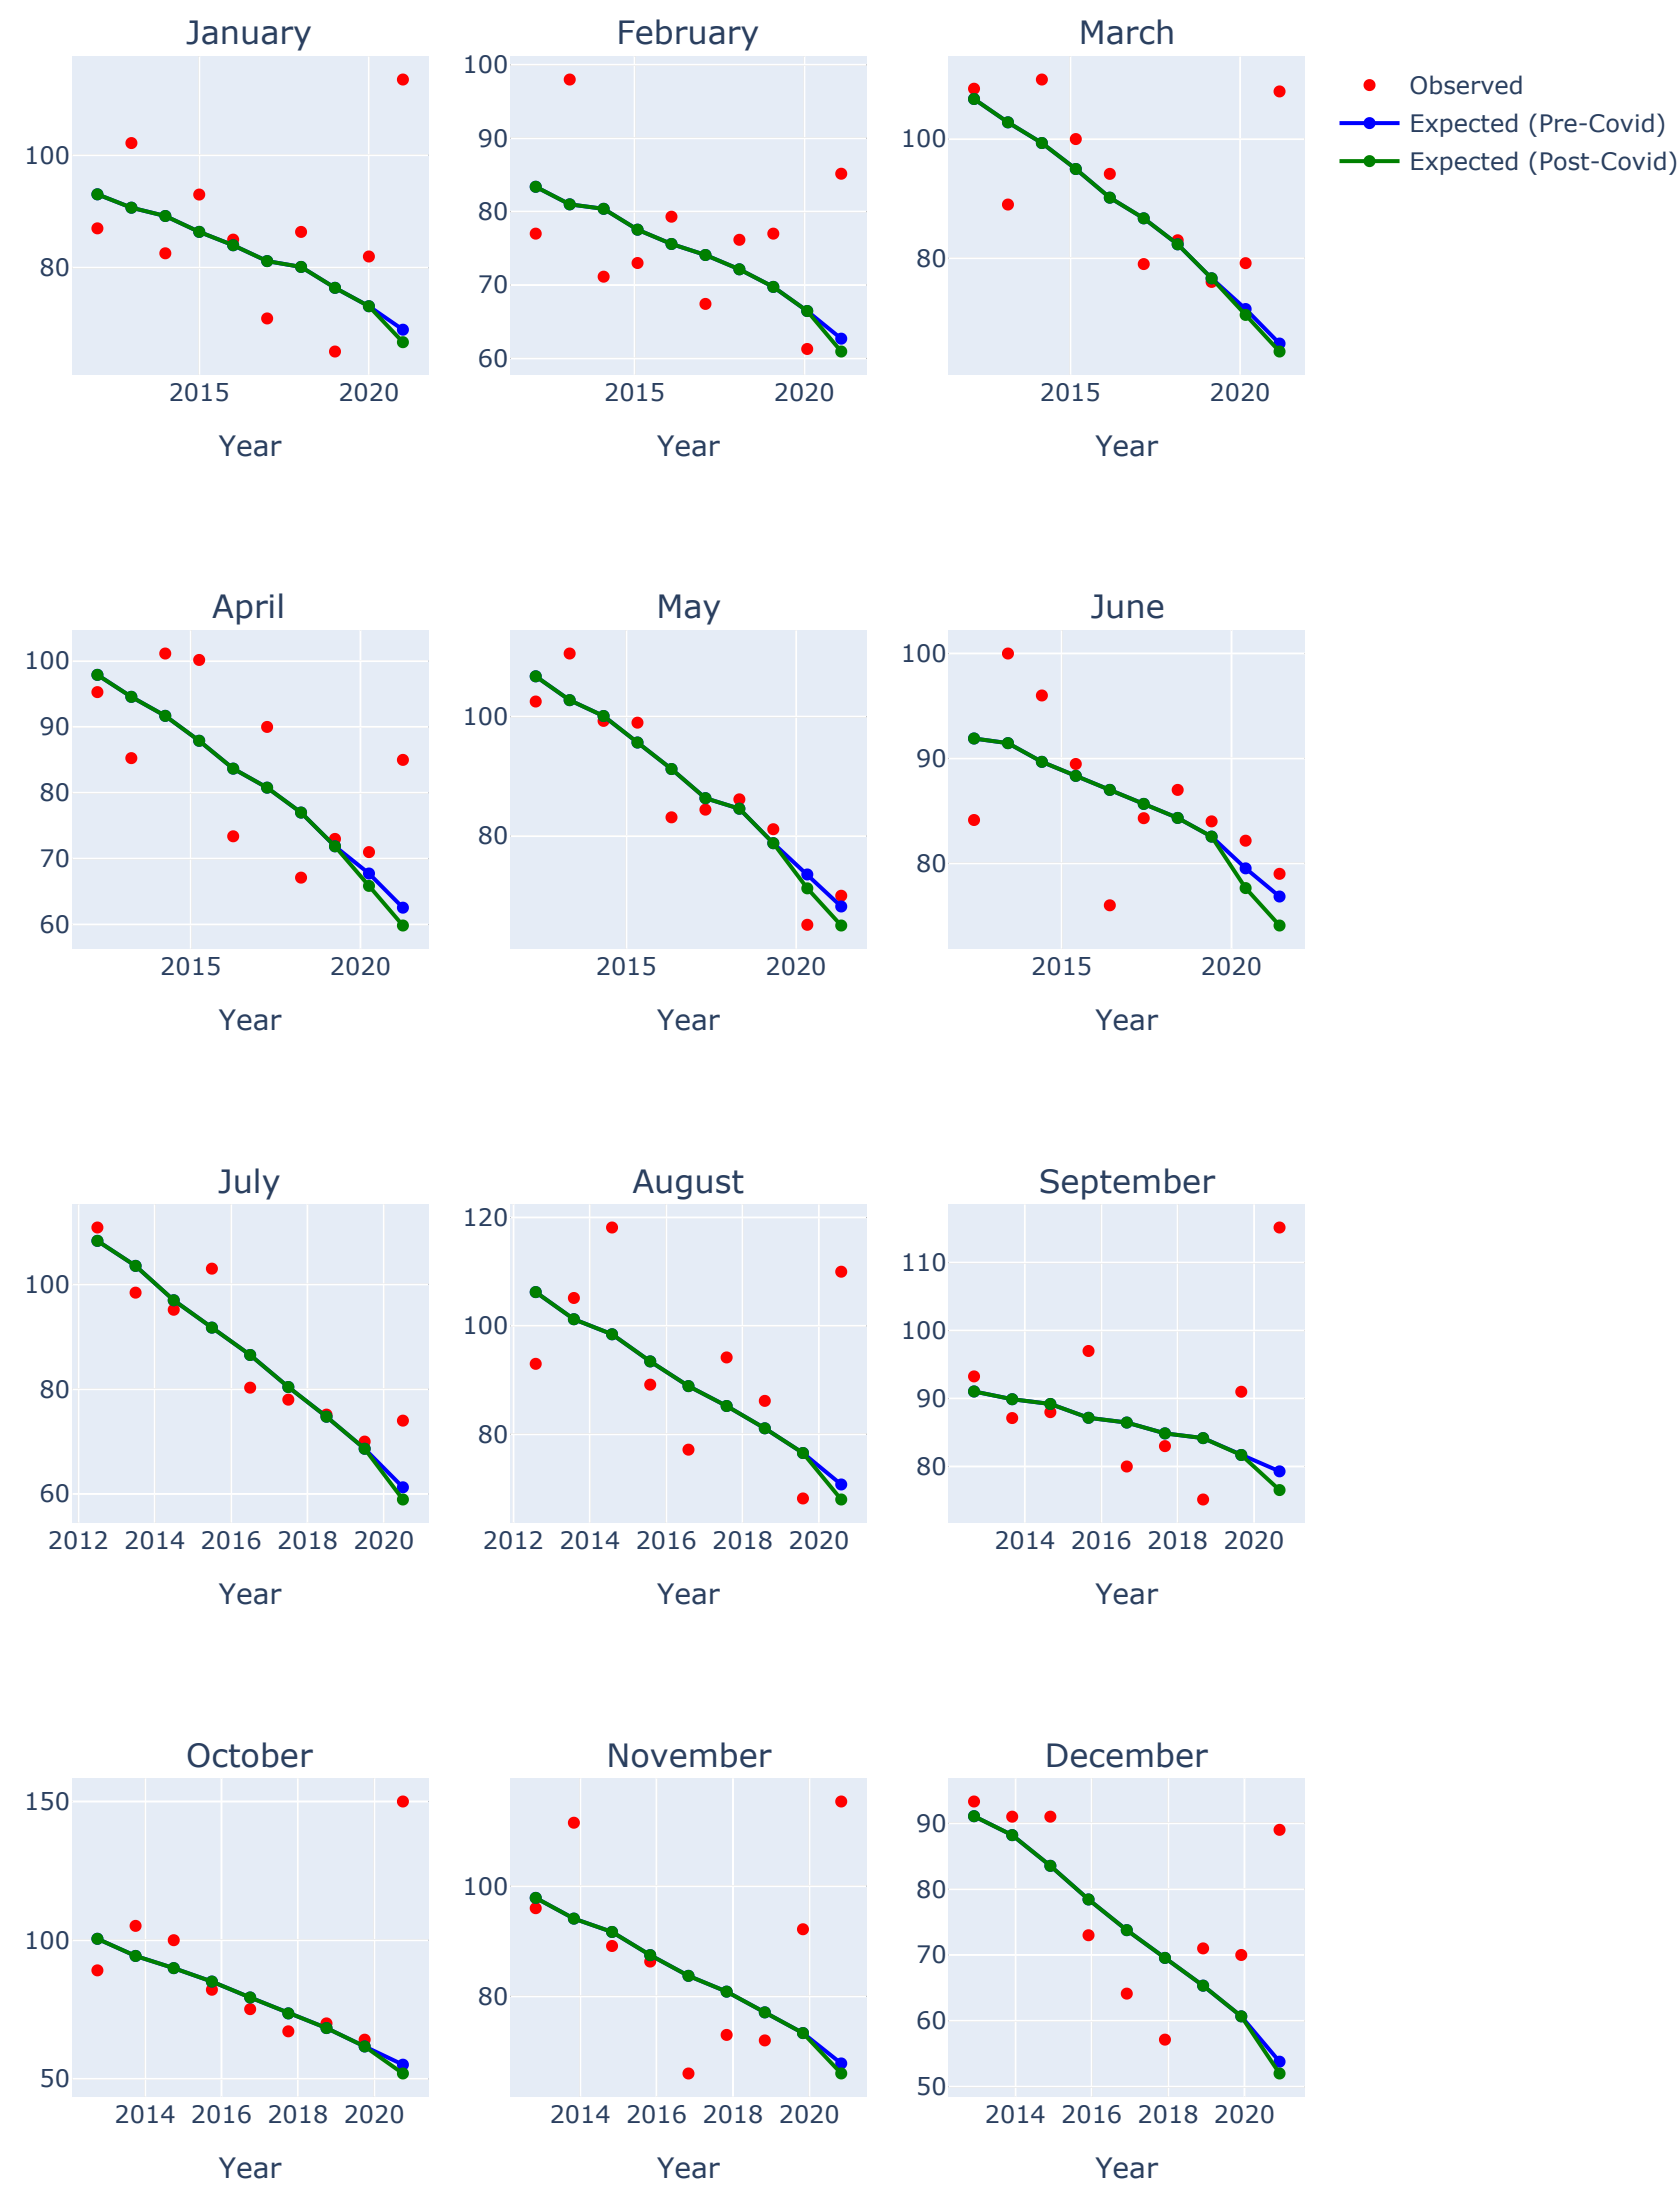 January
February
March
100
80
2015
2020
Year
100
90
80
70
60
2015
2020
Year
100
80
2015
2020
Year
Observed
Expected (Pre-Covid)
Expected (Post-Covid)
April
May
June
100
90
80
70
60
2015
2020
Year
100
80
2015
2020
Year
100
90
80
2015
2020
Year
July
August
September
100
80
60
2012 2014 2016 2018 2020
Year
120
100
80
2012 2014 2016 2018 2020
Year
110
100
90
80
2014 2016 2018 2020
Year
October
November
December
150
100
50
2014 2016 2018 2020
Year
100
80
2014 2016 2018 2020
Year
90
80
70
60
50
2014 2016 2018 2020
Year